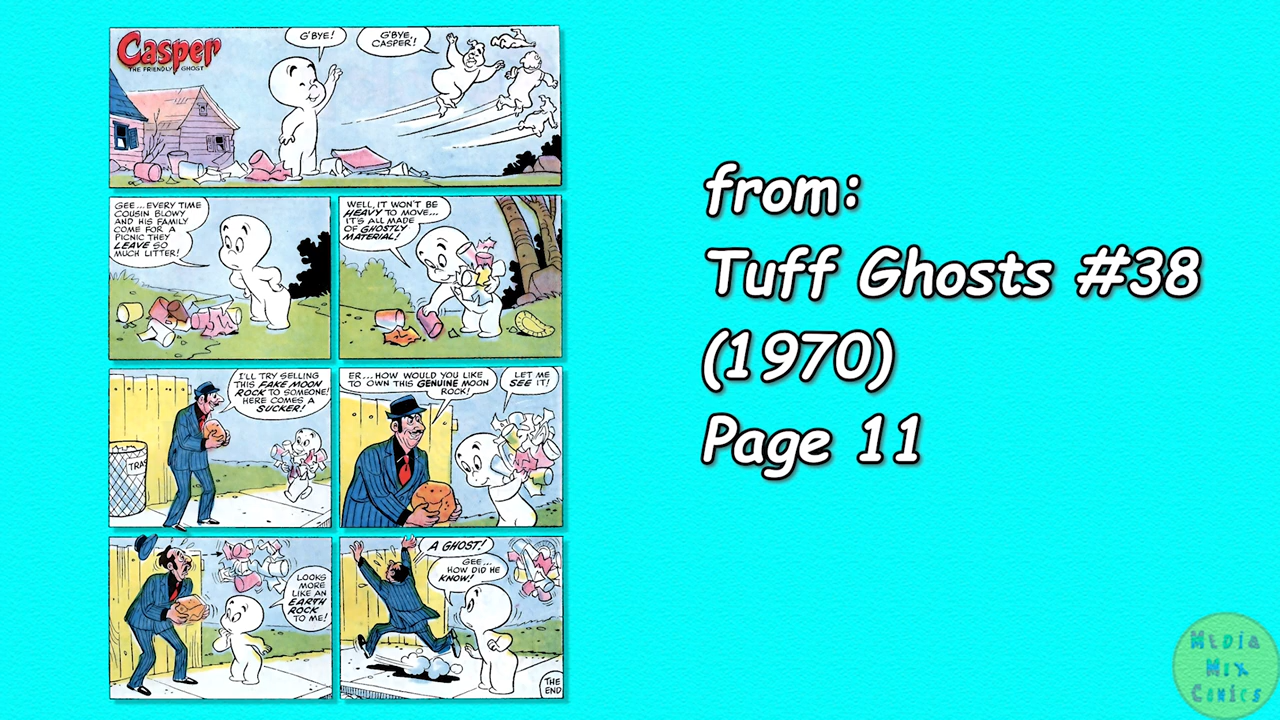 Casper
THE FRIENDLY GHOST
G'BYE!
G'BYE,
CASPER!
GEE...EVERY TIME
COUSIN BLOWY
AND HIS FAMILY
COME FOR A
PICNIC THEY
LEAVE SO
MUCH LITTER!
WELL, IT WON'T BE
HEAVY TO MOVE...
IT'S ALL MADE
OF GHOSTLY
MATERIAL!
I'LL TRY SELLING
THIS FAKE MOON
ROCK TO SOMEONE!
HERE COMES A
SUCKER!
TRAS
ER...HOW WOULD YOU LIKE
TO OWN THIS GENUINE MOON
ROCK!
LET ME
SEE IT!
LOOKS
MORE
LIKE AN
EARTH
ROCK
TO ME!
A GHOST!
GEE...
HOW DID HE
KNOW!
THE
END
from:
Tuff Ghosts #38
(1970)
Page 11
MEDIA
MIX
COMICS